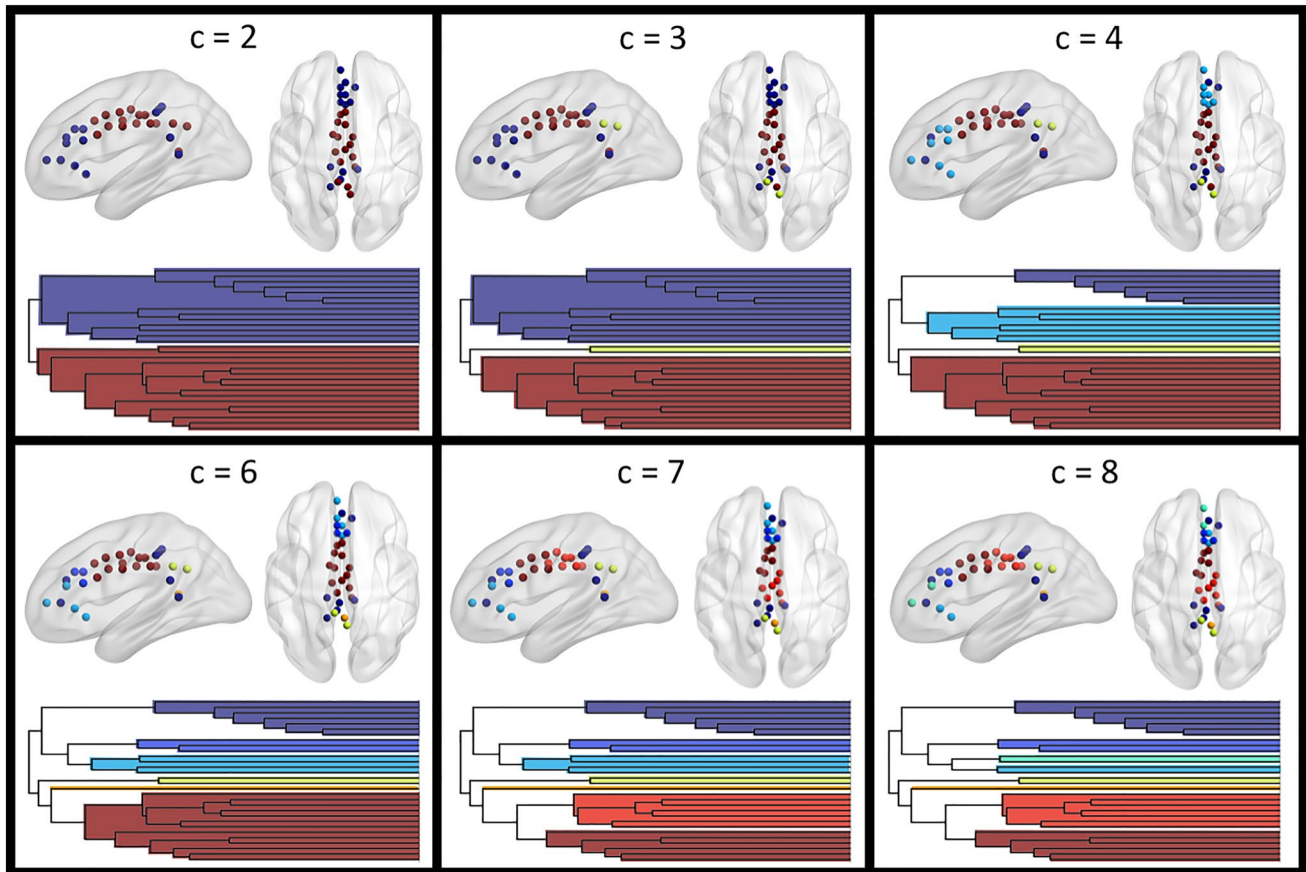 c = 2
c = 3
c = 4
c = 6
c = 7
c = 8